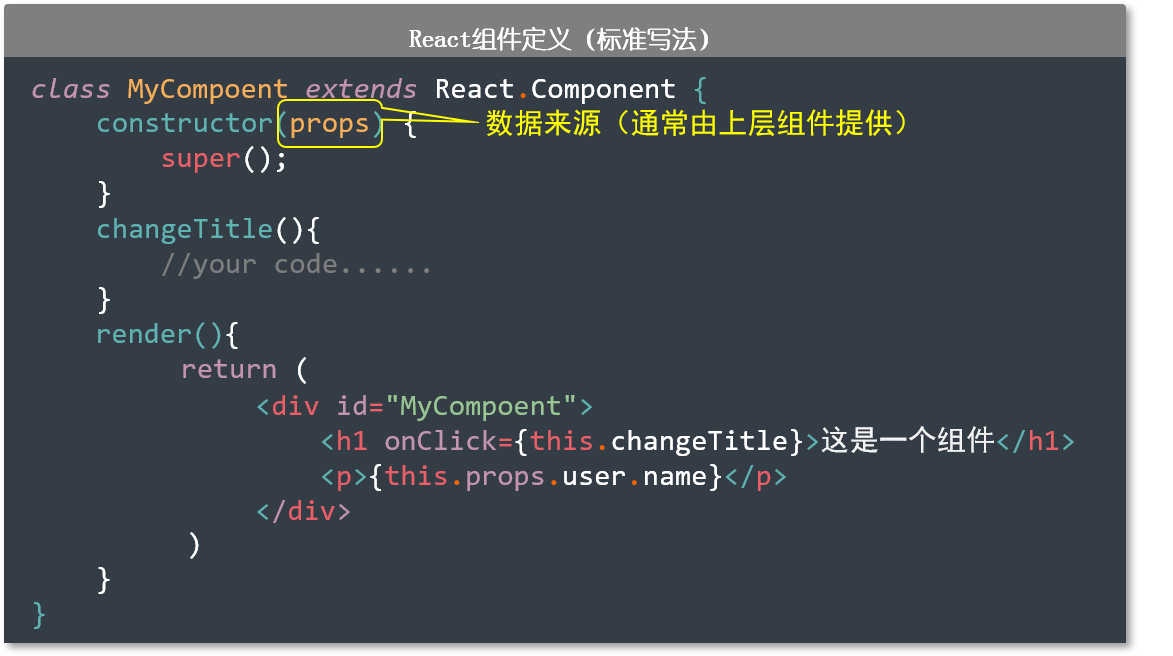 React组件定义（标准写法）
class MyCompoent extends React.Component {
constructor(props) { 数据来源（通常由上层组件提供）
super();
}
changeTitle(){
//your code......
}
render(){
return (
<div id="MyCompoent">
<h1 onClick={this.changeTitle}>这是一个组件</h1>
<p>{this.props.user.name}</p>
</div>
)
}
}